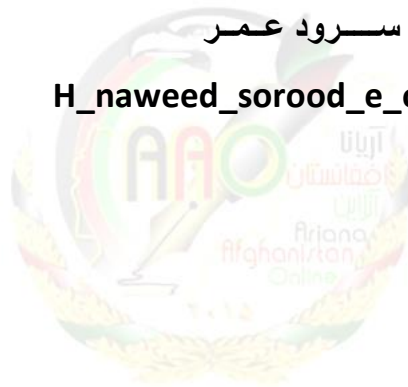 ســـرود عـمـر
H_naweed_sorood_e_
AAO
آریانا
افغانستان
آنلاین
Ariana
Afghanistan
Online